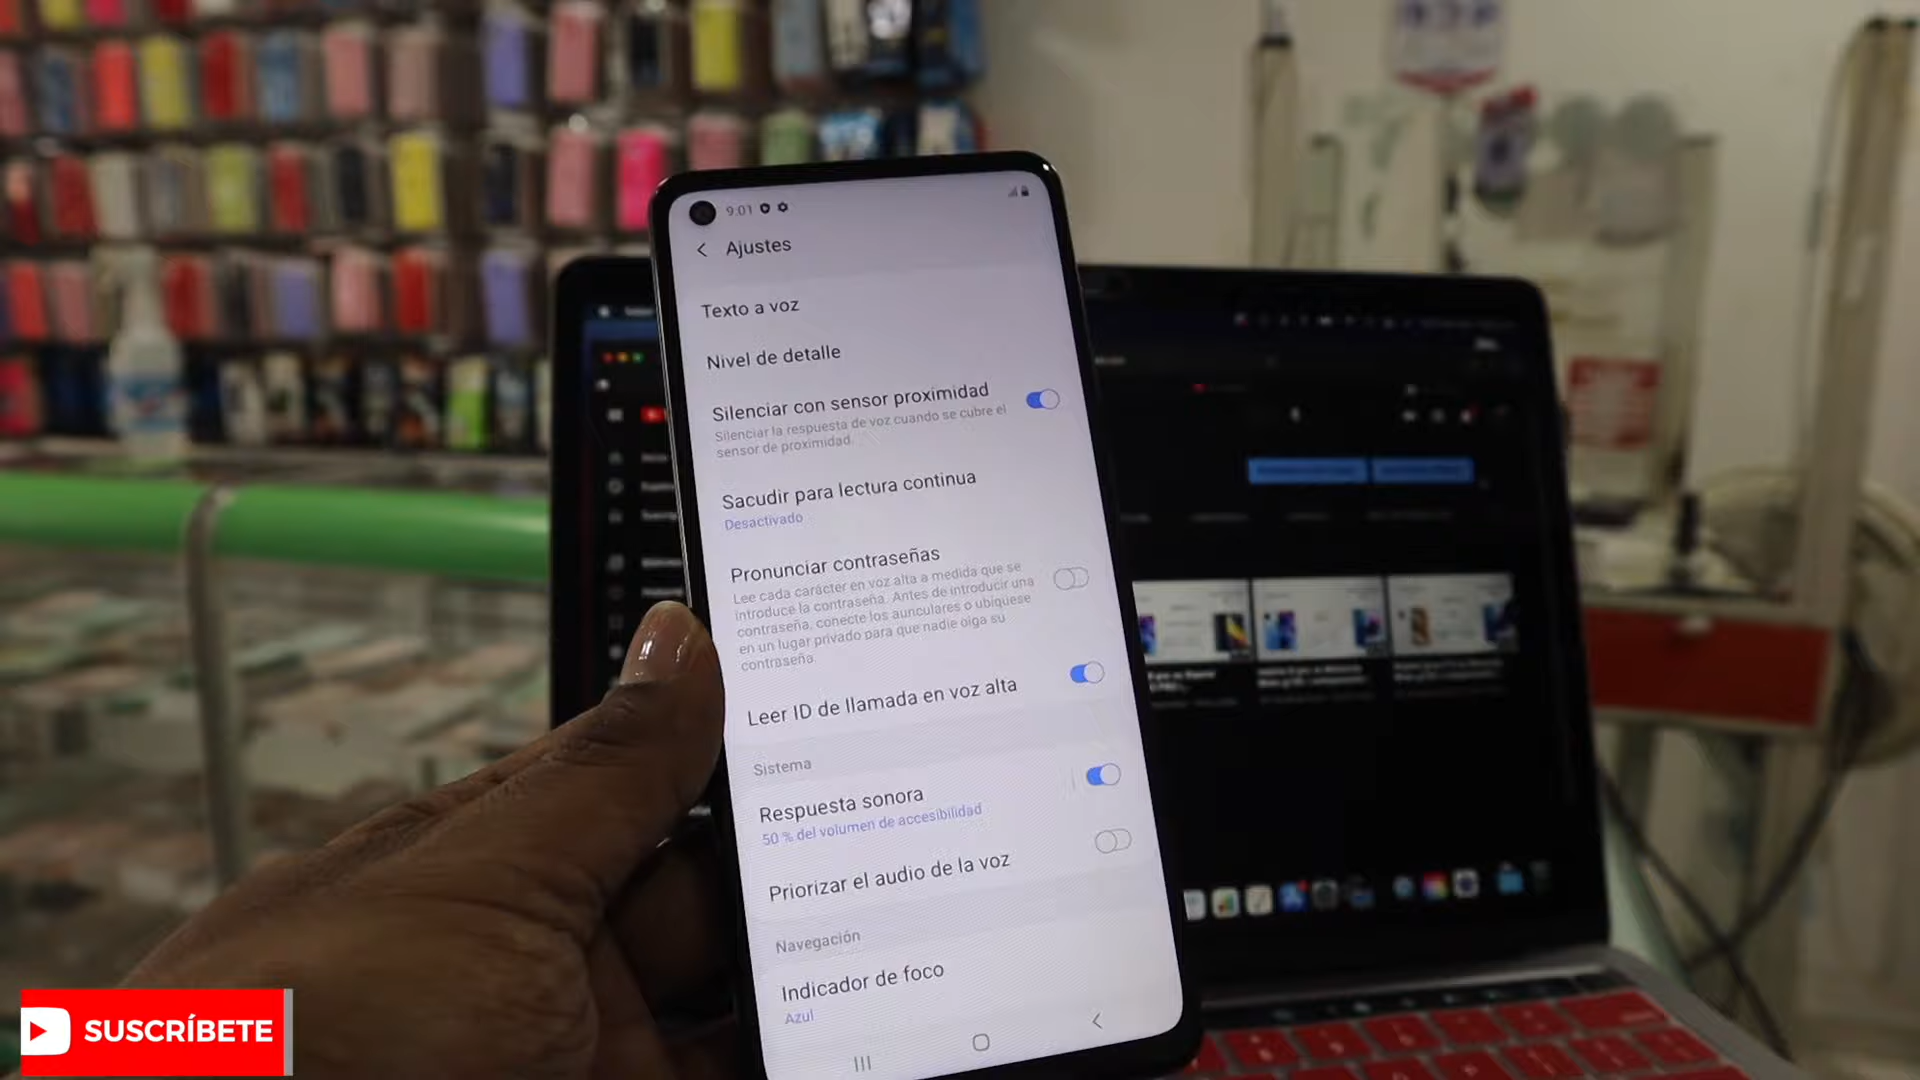 9:01
Ajustes
Texto a voz
Nivel de detalle
Silenciar con sensor proximidad
Silenciar la respuesta de voz cuando se cubre el
sensor de proximidad.
Sacudir para lectura continua
Desactivado
Pronunciar contraseñas
Lee cada carácter en voz alta a medida que se
introduce la contraseña. Antes de introducir una
contraseña, conecte los aunculares o ubíquese
en un lugar privado para que nadie oiga su
contraseña.
Leer ID de llamada en voz alta
Sistema
Respuesta sonora
50 % del volumen de accesibilidad
Priorizar el audio de la voz
Navegación
Indicador de foco
Azul
SUSCRÍBETE